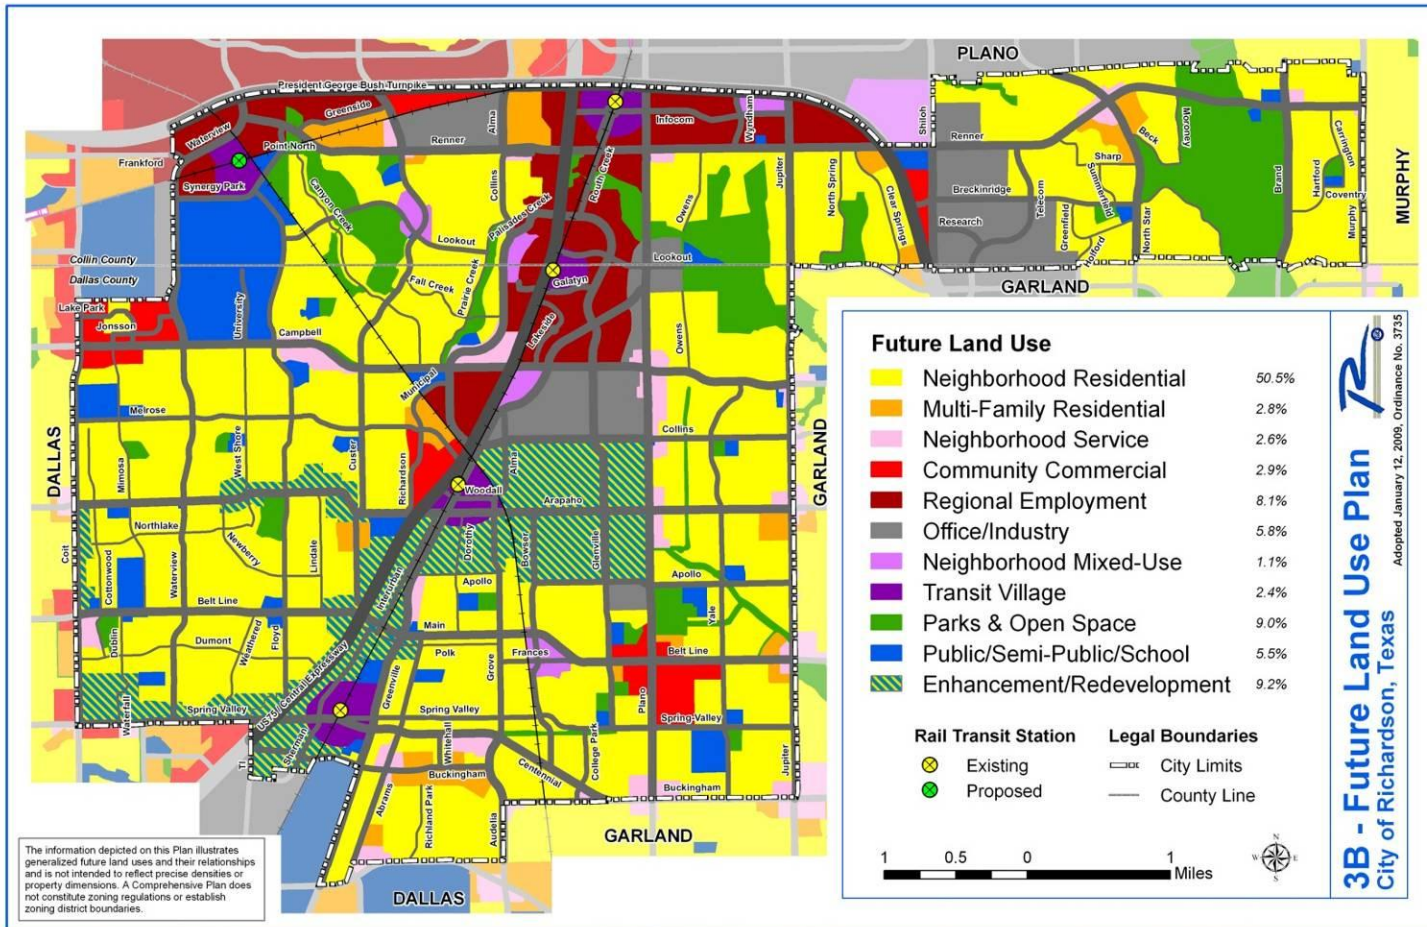 PLANO
President George Bush Turnpike
Greenside
Waterview
Alma
Infocom
Wyndham
Shiloh
Renner
Point North
Renner
Frankford
Synergy Park
Canyon Creek
Collins
Routh Creek
Palisades Creek
Owens
Jupiter
North Spring
Clear Springs
Breckinridge
Research
Telecom
Beck
Sharp
Summerfield
Greenfield
Holford
North Star
Moroney
Brand
Hartford
Carrington
Coventry
Murphy
MURPHY
Lookout
Lookout
Collin County
Dallas County
Galatyn
Fall Creek
Prairie Creek
GARLAND
Lake Park
Jonsson
University
Campbell
Lakeside
Owens
Municipal
Melrose
Mimosa
West Shore
Custer
Richardson
Collins
DALLAS
GARLAND
Alma
Woodall
Arapaho
Northlake
Newberry
Lindale
Dorothy
Bowser
Glenville
Coit
Cottonwood
Waterview
Interurban
Apollo
Apollo
Yale
Belt Line
Dublin
Dumont
Weathered
Floyd
Main
Polk
Grove
Frances
Belt Line
US75 / Central Expressway
Greenville
Plano
Waterfall
Spring Valley
Spring Valley
Spring-Valley
TI
Sherman
Whitehall
Centennial
College Park
Jupiter
Buckingham
Buckingham
Abrams
Richland Park
Audelia
GARLAND
DALLAS
Future Land Use
Neighborhood Residential 50.5%
Multi-Family Residential 2.8%
Neighborhood Service 2.6%
Community Commercial 2.9%
Regional Employment 8.1%
Office/Industry 5.8%
Neighborhood Mixed-Use 1.1%
Transit Village 2.4%
Parks & Open Space 9.0%
Public/Semi-Public/School 5.5%
Enhancement/Redevelopment 9.2%
Rail Transit Station
Existing
Proposed
Legal Boundaries
City Limits
County Line
1 0.5 0 1
Miles
N
W E
S
3B - Future Land Use Plan
City of Richardson, Texas
Adopted January 12, 2009, Ordinance No. 3735
The information depicted on this Plan illustrates
generalized future land uses and their relationships
and is not intended to reflect precise densities or
property dimensions. A Comprehensive Plan does
not constitute zoning regulations or establish
zoning district boundaries.